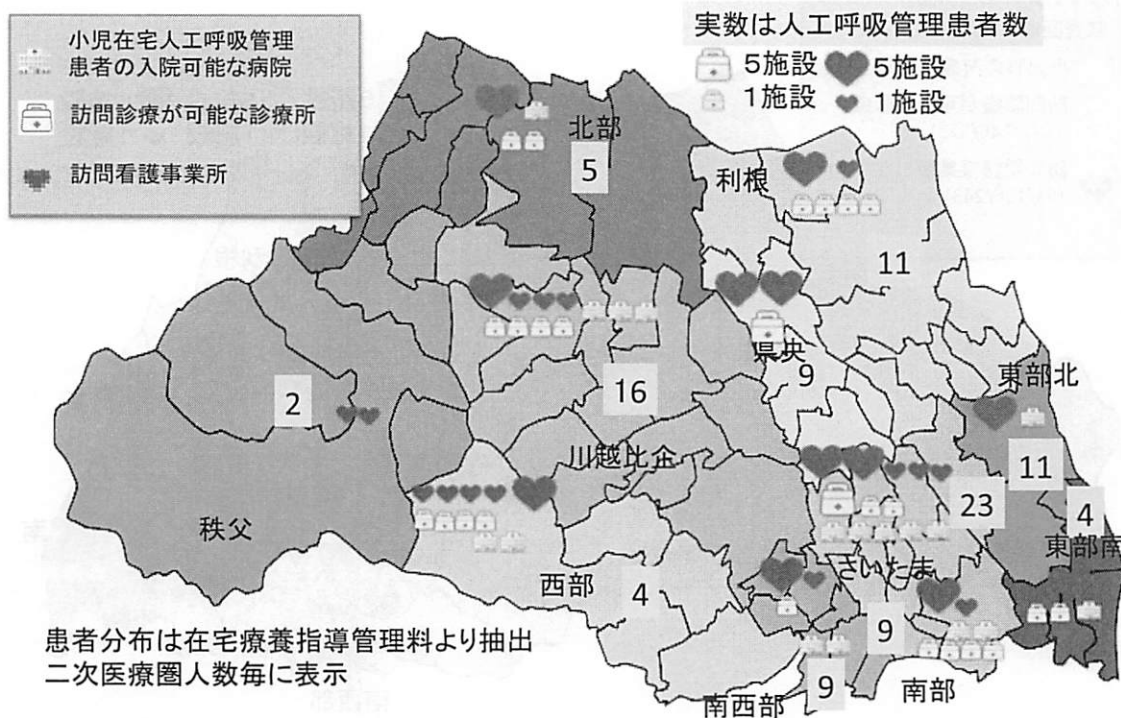 小児在宅人工呼吸管理
患者の入院可能な病院
訪問診療が可能な診療所
訪問看護事業所
実数は人工呼吸管理患者数
5施設 5施設
1施設 1施設
北部
5
利根
11
県央
9
東部北
11
2
16
川越比企
23
4
東部南
秩父
さいたま
西部
4
9
9
南西部
南部
患者分布は在宅療養指導管理料より抽出
二次医療圏人数毎に表示